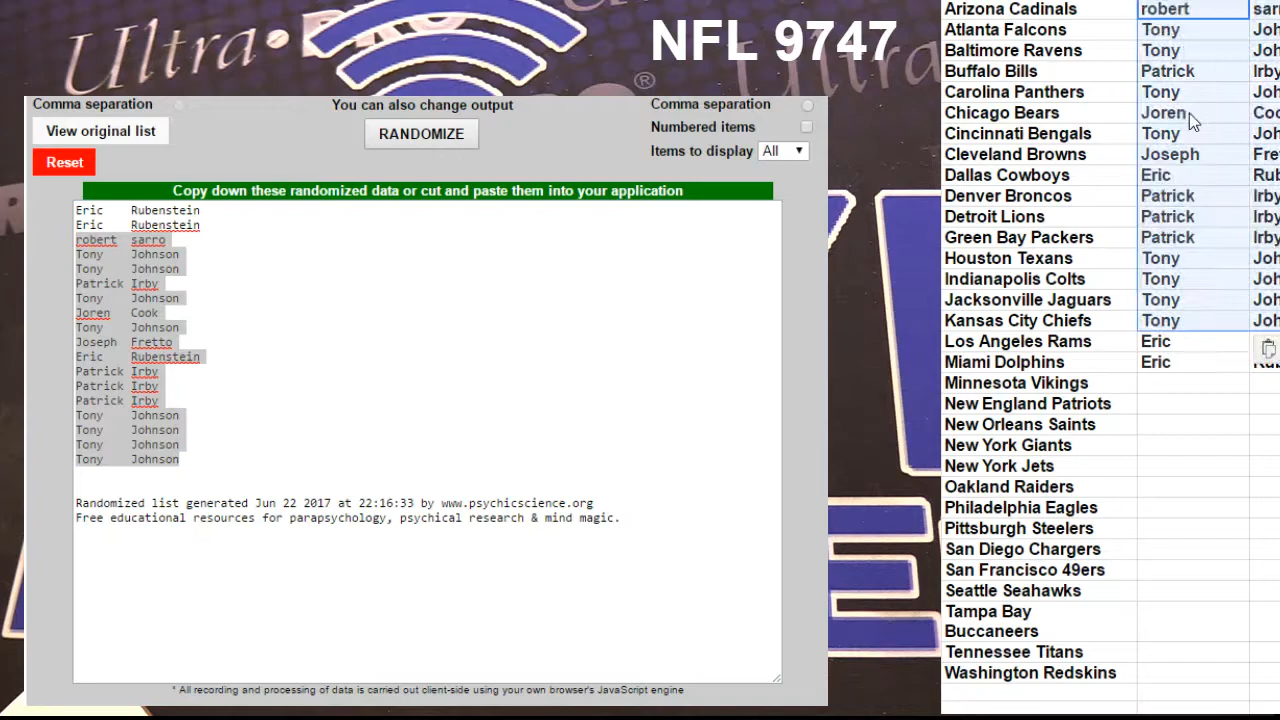 Ultra PRO
®
NFL 9747
Comma separation
View original list
Reset
You can also change output
RANDOMIZE
Comma separation
Numbered items
Items to display All
Copy down these randomized data or cut and paste them into your application
Eric Rubenstein
Eric Rubenstein
robert sarro
Tony Johnson
Tony Johnson
Patrick Irby
Tony Johnson
Joren Cook
Tony Johnson
Joseph Fretto
Eric Rubenstein
Patrick Irby
Patrick Irby
Patrick Irby
Tony Johnson
Tony Johnson
Tony Johnson
Tony Johnson
Randomized list generated Jun 22 2017 at 22:16:33 by www.psychicscience.org
Free educational resources for parapsychology, psychical research & mind magic.
* All recording and processing of data is carried out client-side using your own browser's JavaScript engine
Arizona Cadinals robert
Atlanta Falcons Tony
Baltimore Ravens Tony
Buffalo Bills Patrick
Carolina Panthers Tony
Chicago Bears Joren
Cincinnati Bengals Tony
Cleveland Browns Joseph
Dallas Cowboys Eric
Denver Broncos Patrick
Detroit Lions Patrick
Green Bay Packers Patrick
Houston Texans Tony
Indianapolis Colts Tony
Jacksonville Jaguars Tony
Kansas City Chiefs Tony
Los Angeles Rams Eric
Miami Dolphins Eric
Minnesota Vikings
New England Patriots
New Orleans Saints
New York Giants
New York Jets
Oakland Raiders
Philadelphia Eagles
Pittsburgh Steelers
San Diego Chargers
San Francisco 49ers
Seattle Seahawks
Tampa Bay
Buccaneers
Tennessee Titans
Washington Redskins